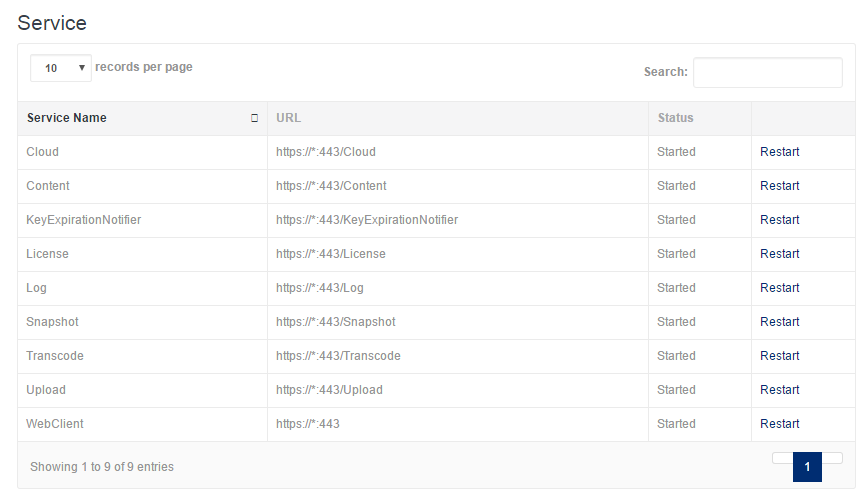 Service
10 records per page Search:
Service Name URL Status
Cloud https://*:443/Cloud Started Restart
Content https://*:443/Content Started Restart
KeyExpirationNotifier https://*:443/KeyExpirationNotifier Started Restart
License https://*:443/License Started Restart
Log https://*:443/Log Started Restart
Snapshot https://*:443/Snapshot Started Restart
Transcode https://*:443/Transcode Started Restart
Upload https://*:443/Upload Started Restart
WebClient https://*:443 Started Restart
Showing 1 to 9 of 9 entries 1